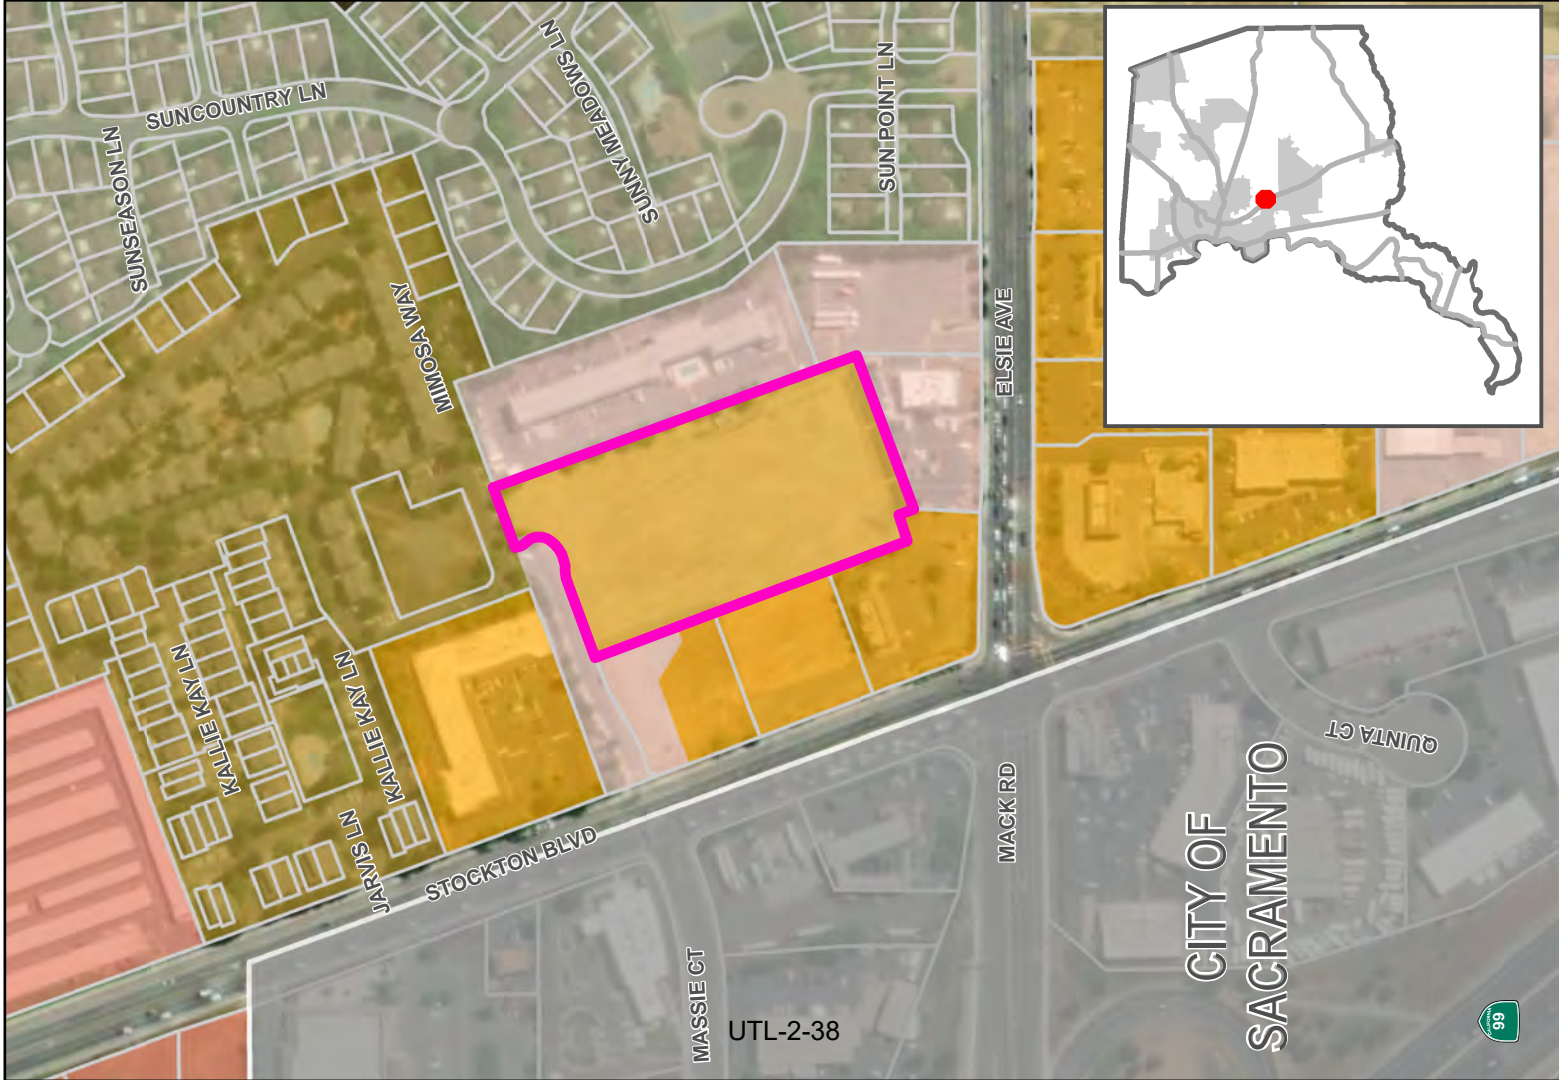 SUNCOUNTRY LN
SUNNY MEADOWS LN
SUN POINT LN
SUNSEASON LN
MIMOSA WAY
ELSIE AVE
KALLIE KAY LN
KALLIE KAY LN
JARVIS LN
STOCKTON BLVD
MACK RD
MASSIE CT
QUINTA CT
CITY OF
SACRAMENTO
UTL-2-38
CALIFORNIA
99